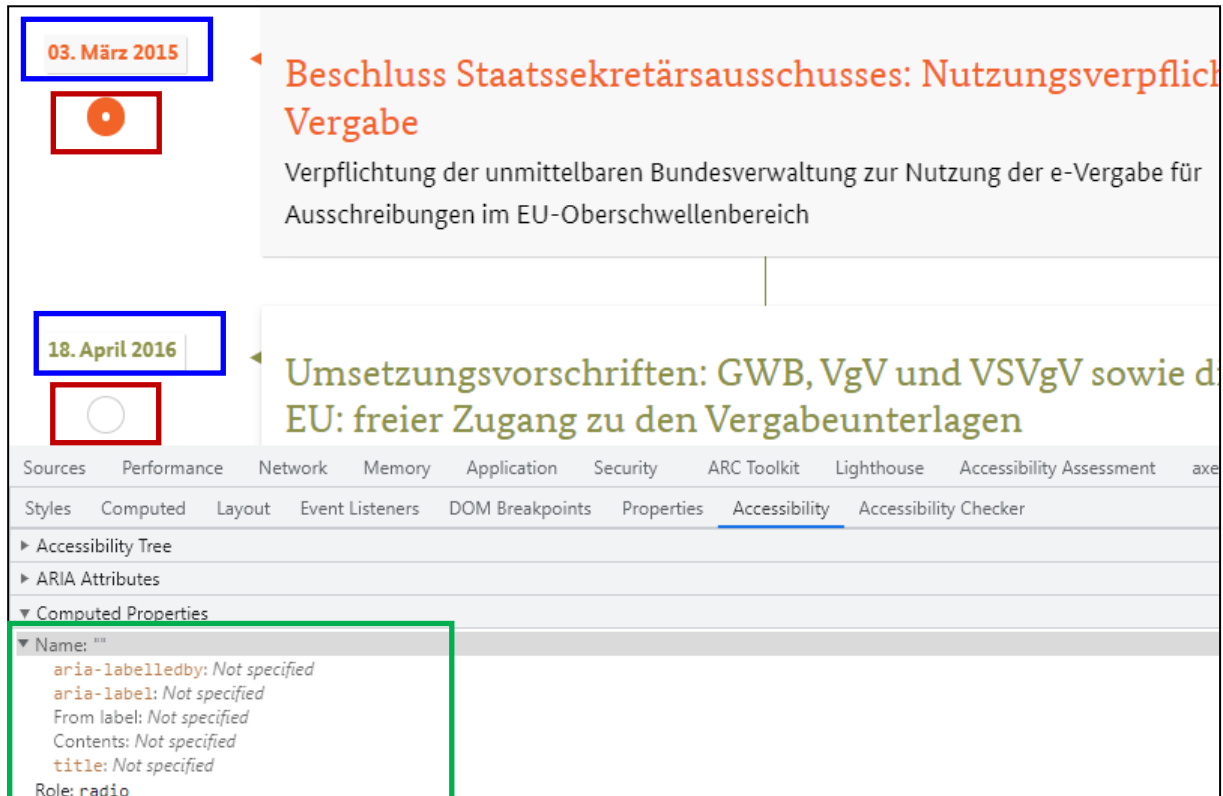 03. März 2015
Beschluss Staatssekretärsausschusses: Nutzungsverpflich
Vergabe
Verpflichtung der unmittelbaren Bundesverwaltung zur Nutzung der e-Vergabe für
Ausschreibungen im EU-Oberschwellenbereich
18. April 2016
Umsetzungsvorschriften: GWB, VgV und VSVgV sowie di
EU: freier Zugang zu den Vergabeunterlagen
Sources Performance Network Memory Application Security ARC Toolkit Lighthouse Accessibility Assessment axe
Styles Computed Layout Event Listeners DOM Breakpoints Properties Accessibility Accessibility Checker
Accessibility Tree
ARIA Attributes
Computed Properties
Name: ""
aria-labelledby: Not specified
aria-label: Not specified
From label: Not specified
Contents: Not specified
title: Not specified
Role: radio